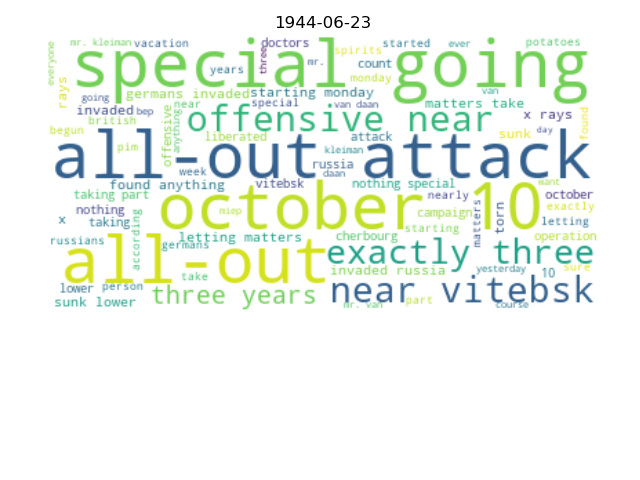 1944-06-23
everyone mr. kleiman vacation doctors three spirits started ever potatoes
special going
rays years mr. count monday van
going germans invaded starting monday
invaded bep near special van daan matters take
british offensive near x rays found
begun offensive anything liberated attack sunk day
all-out attack
pim kleiman
week russia daan
found anything vitebsk nothing special nearly want october
taking part october 10 exactly
nothing miep campaign matters torn
x taking according starting letting
russians letting matters cherbourg operation
germans all-out exactly three
take invaded russia yesterday 10 sure
lower person three years near vitebsk
sunk lower mr. van part course